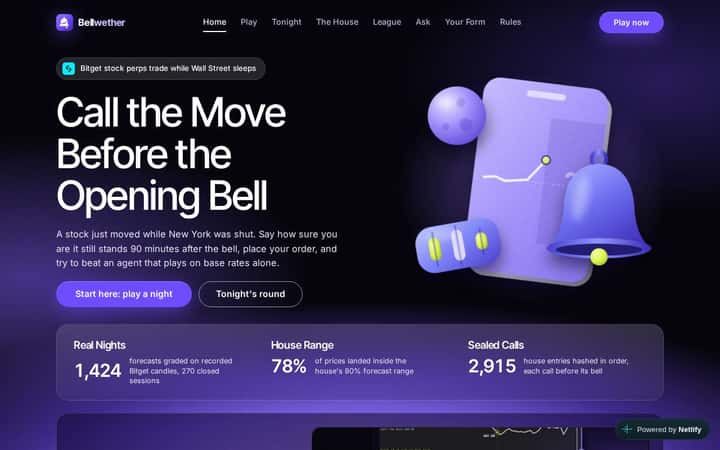 Bellwether
Home Play Tonight The House League Ask Your Form Rules
Play now
Bitget stock perps trade while Wall Street sleeps
Call the Move
Before the
Opening Bell
A stock just moved while New York was shut. Say how sure you
are it still stands 90 minutes after the bell, place your order, and
try to beat an agent that plays on base rates alone.
Start here: play a night
Tonight's round
Real Nights
1,424
forecasts graded on recorded
Bitget candles, 270 closed
sessions
House Range
78%
of prices landed inside the
house's 80% forecast range
Sealed Calls
2,915
house entries hashed in order,
each call before its bell
Powered by Netlify